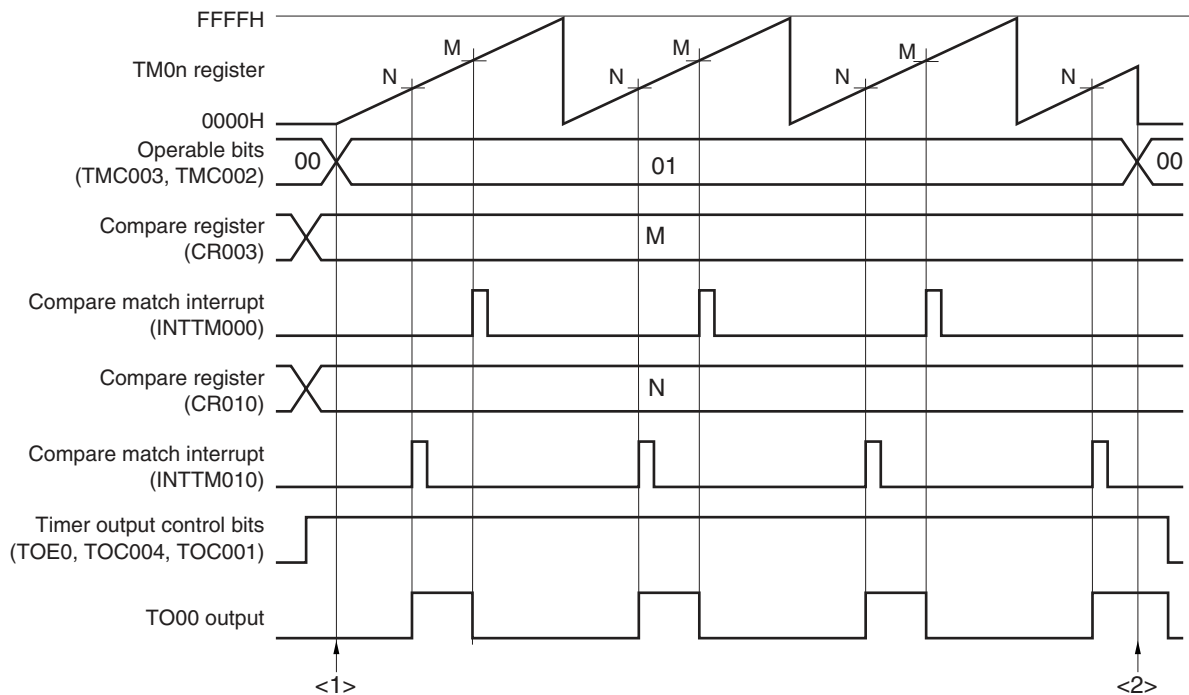 FFFFH
TM0n register
0000H
N M N M N M N
Operable bits
(TMC003, TMC002)
00 01 00
Compare register
(CR003)
M
Compare match interrupt
(INTTM000)
Compare register
(CR010)
N
Compare match interrupt
(INTTM010)
Timer output control bits
(TOE0, TOC004, TOC001)
TO00 output
<1> <2>